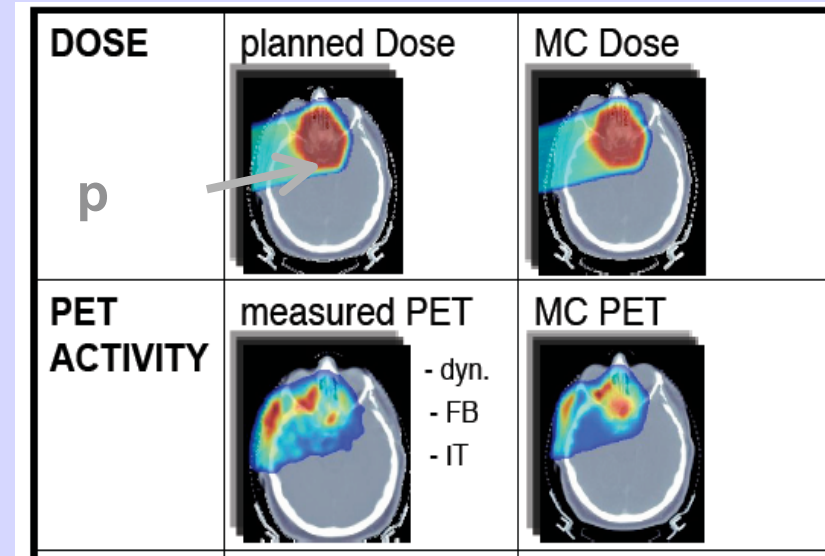 DOSE
planned Dose
MC Dose
p
PET
ACTIVITY
measured PET
- dyn.
- FB
- IT
MC PET